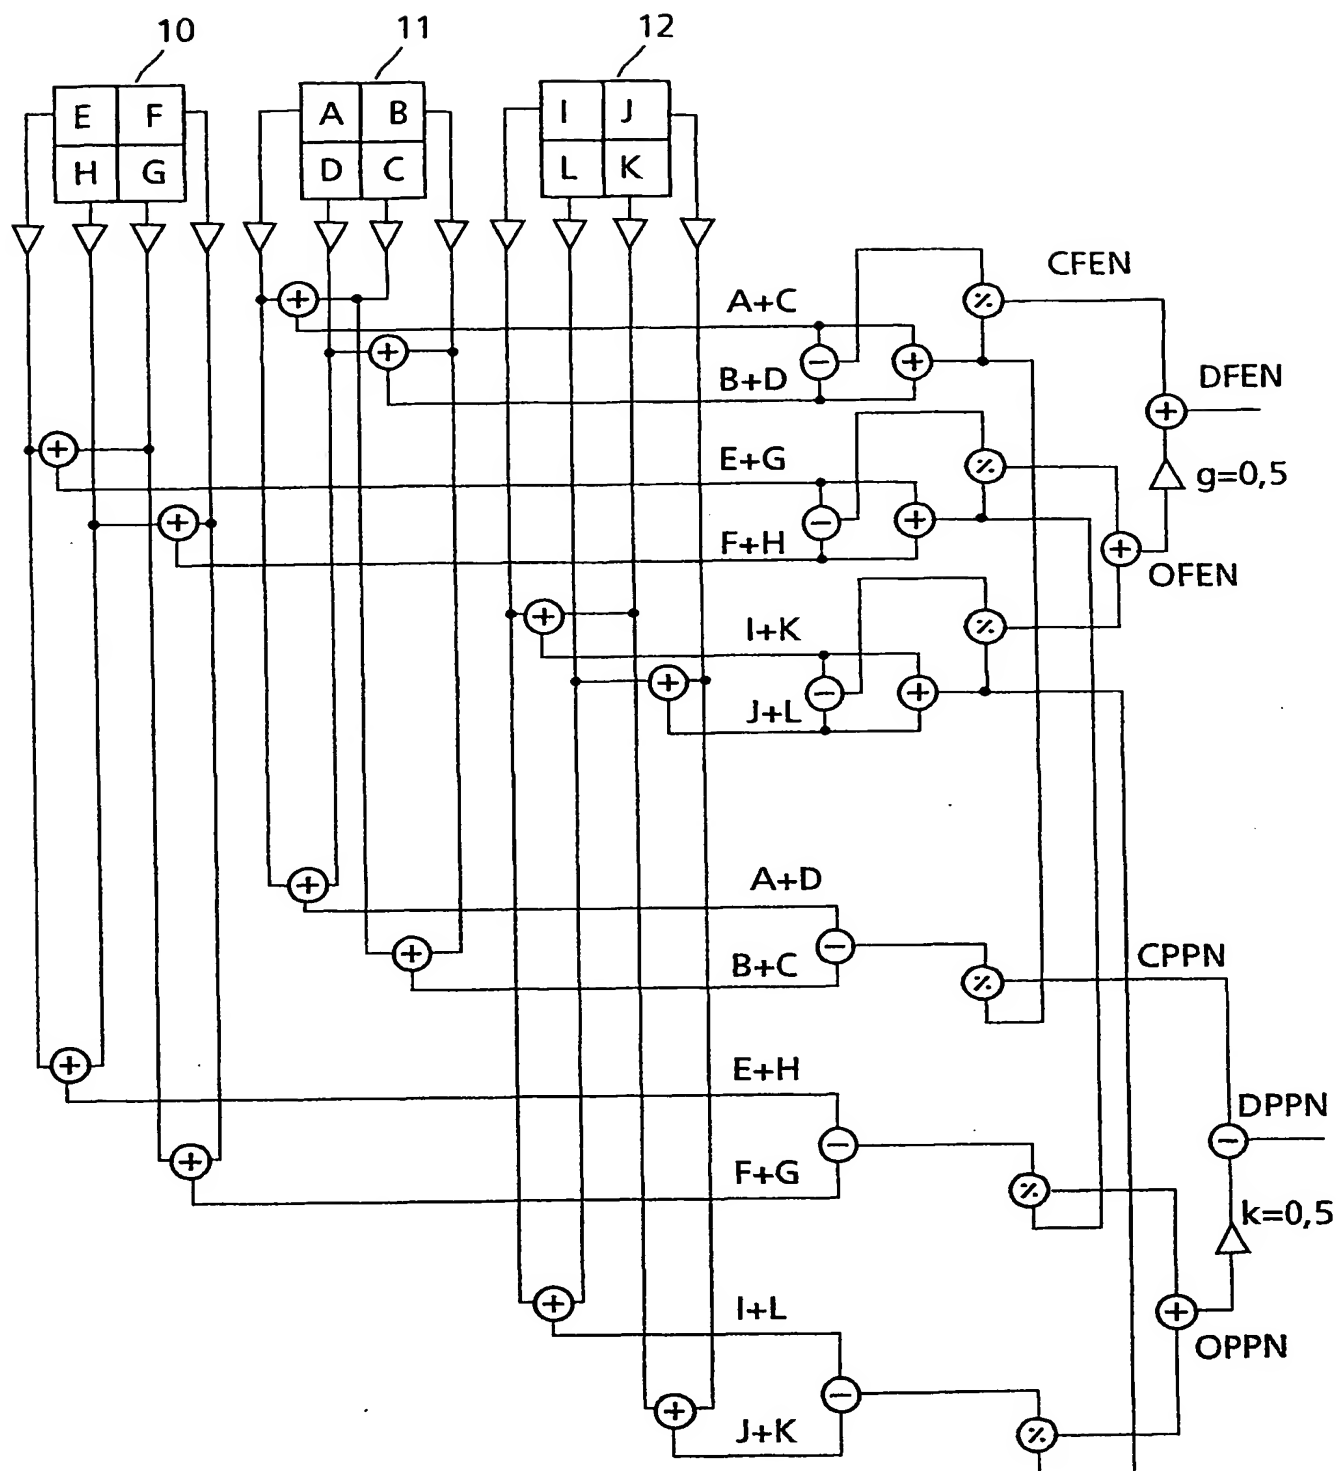 10
11
12
E F
H G
A B
D C
I J
L K
+
+
A+C
B+D
−
+
%
CFEN
+
DFEN
g=0,5
+
+
E+G
F+H
−
+
%
+
OFEN
+
+
I+K
J+L
−
+
%
+
+
A+D
B+C
−
%
CPPN
+
+
E+H
F+G
−
%
−
DPPN
k=0,5
+
+
I+L
J+K
−
%
+
OPPN